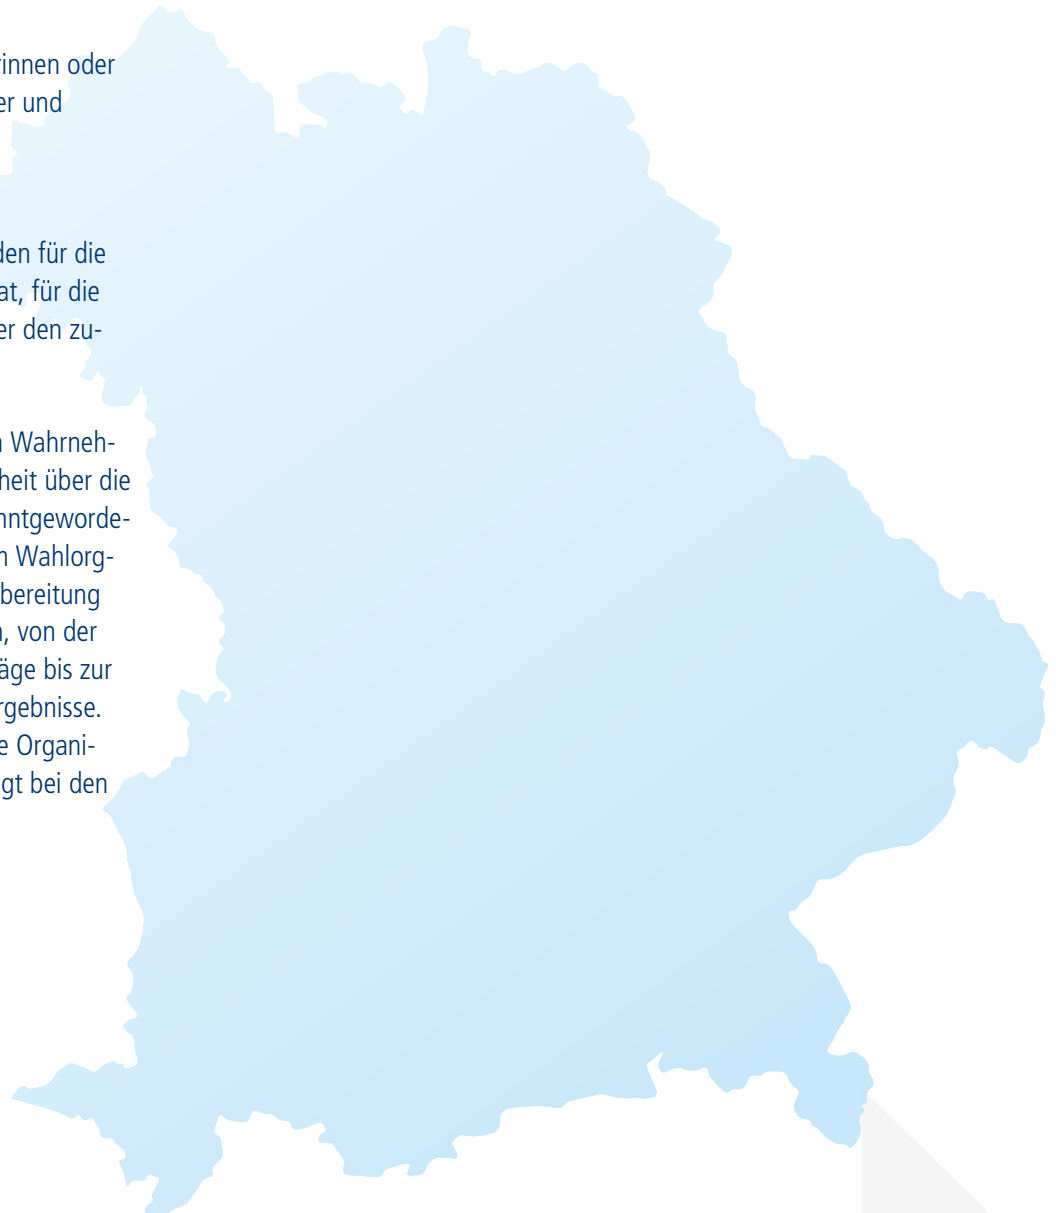 innen oder
er und
den für die
at, für die
er den zu-
Wahrneh-
heit über die
nntgeworde-
n Wahlorg-
bereitung
, von der
äge bis zur
rgebnisse.
e Organi-
gt bei den